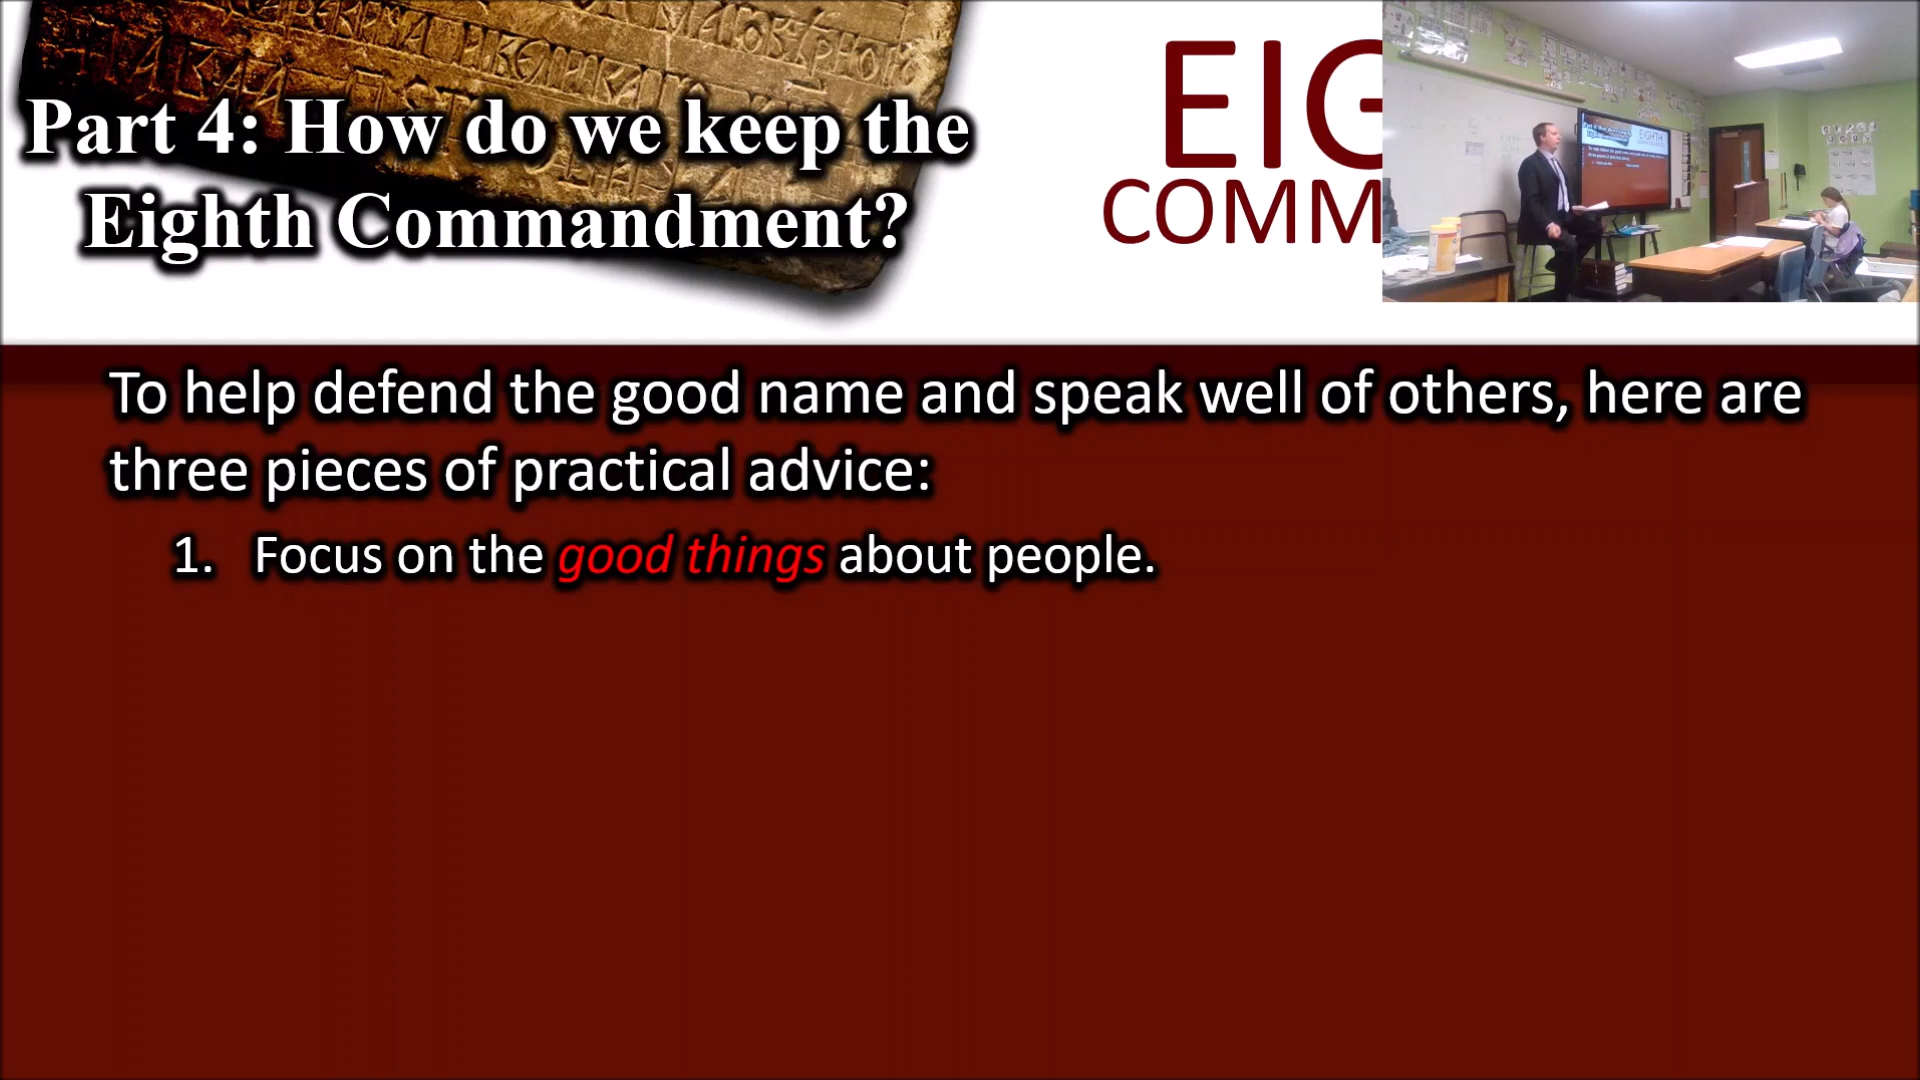 Part 4: How do we keep the
Eighth Commandment?
EIG
COMM
To help defend the good name and speak well of others, here are
three pieces of practical advice:
1. Focus on the good things about people.